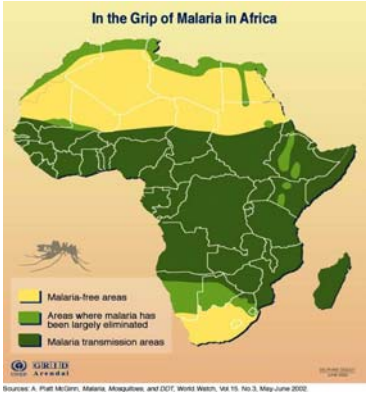 In the Grip of Malaria in Africa
Malaria-free areas
Areas where malaria has
been largely eliminated
Malaria transmission areas
UNEP
GRID
Arendal
Sources: A. Platt McGinn, Malaria, Mosquitoes, and DDT, World Watch, Vol 15. No.3, May-June 2002.